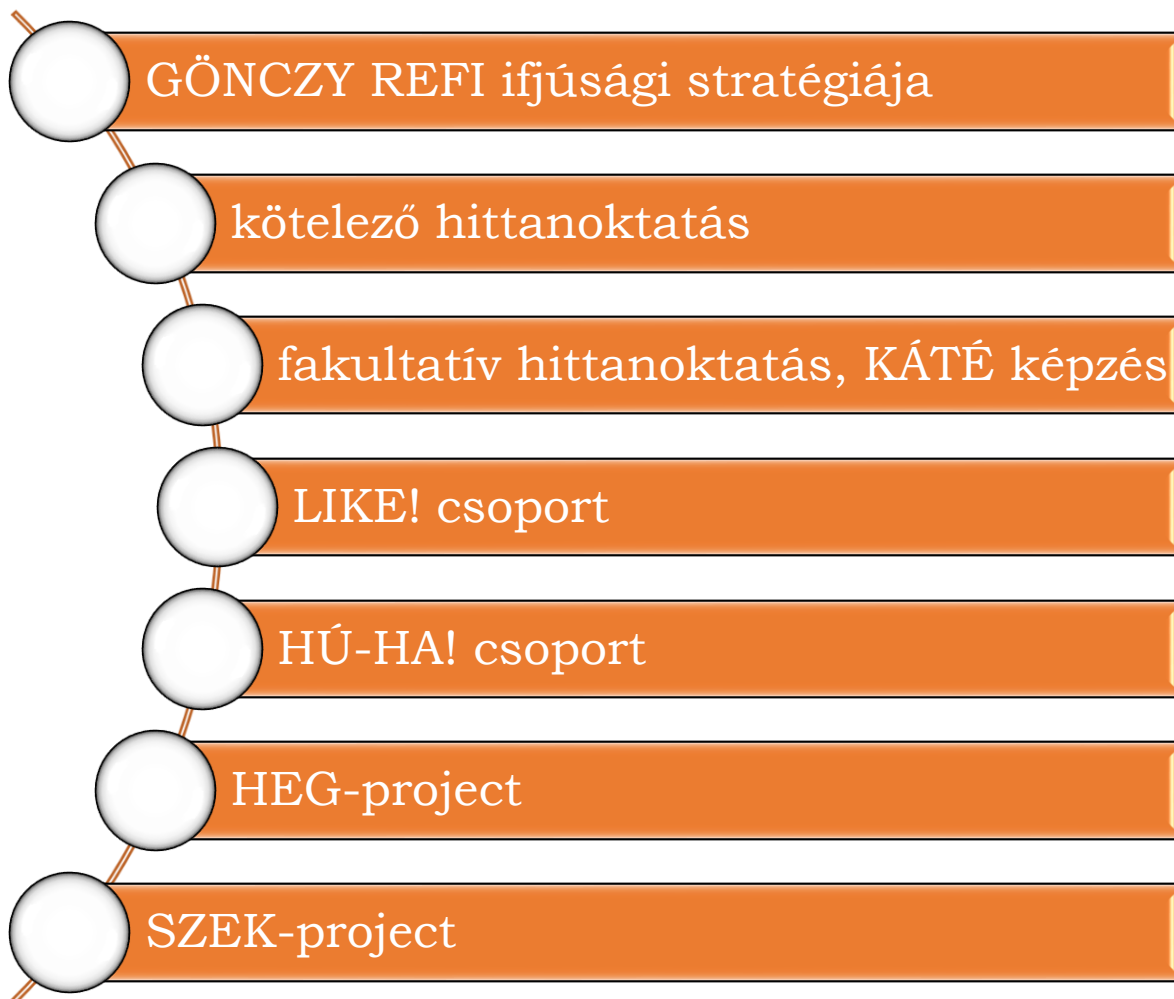 GÖNCZY REFI ifjúsági stratégiája
kötelező hittanoktatás
fakultatív hittanoktatás, KÁTÉ képzés
LIKE! csoport
HÚ-HA! csoport
HEG-project
SZEK-project